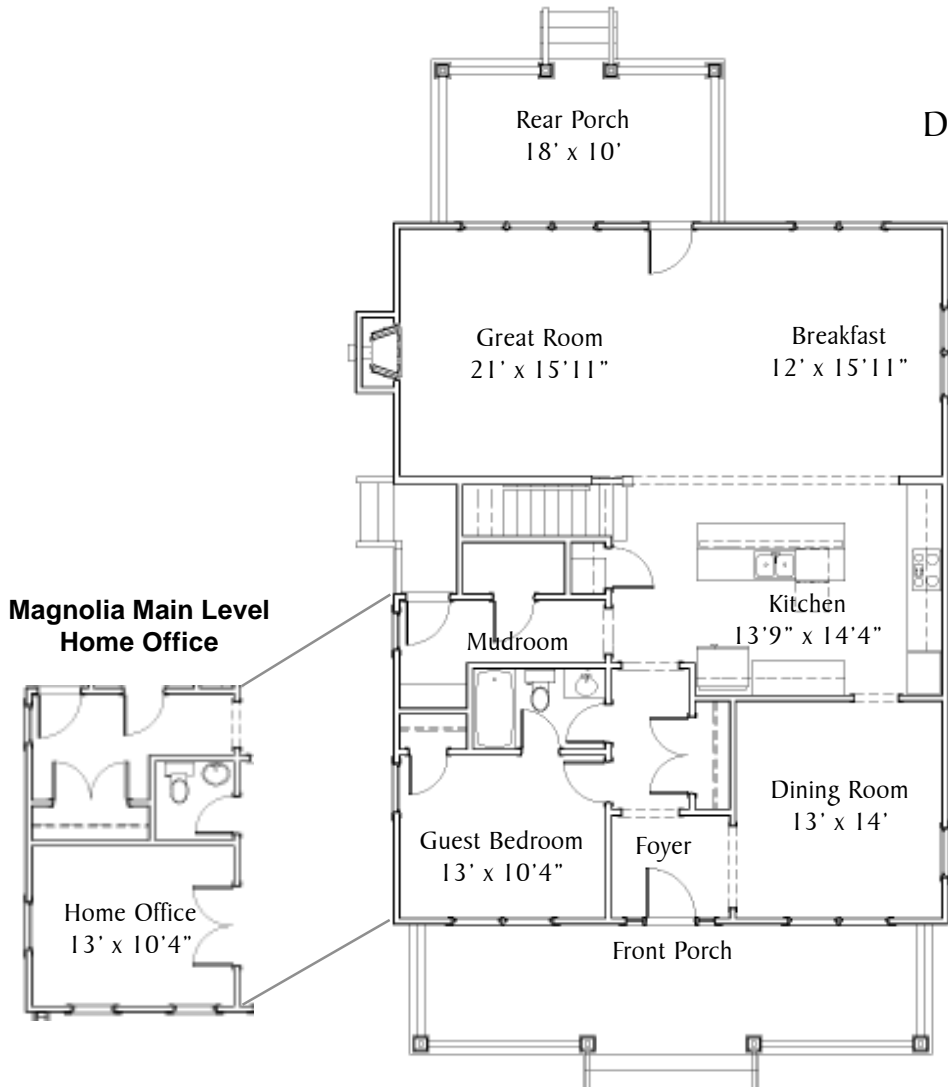 Rear Porch
18' x 10'
D
Great Room
21' x 15'11"
Breakfast
12' x 15'11"
Magnolia Main Level
Home Office
Kitchen
13'9" x 14'4"
Mudroom
Dining Room
13' x 14'
Guest Bedroom
13' x 10'4"
Foyer
Home Office
13' x 10'4"
Front Porch